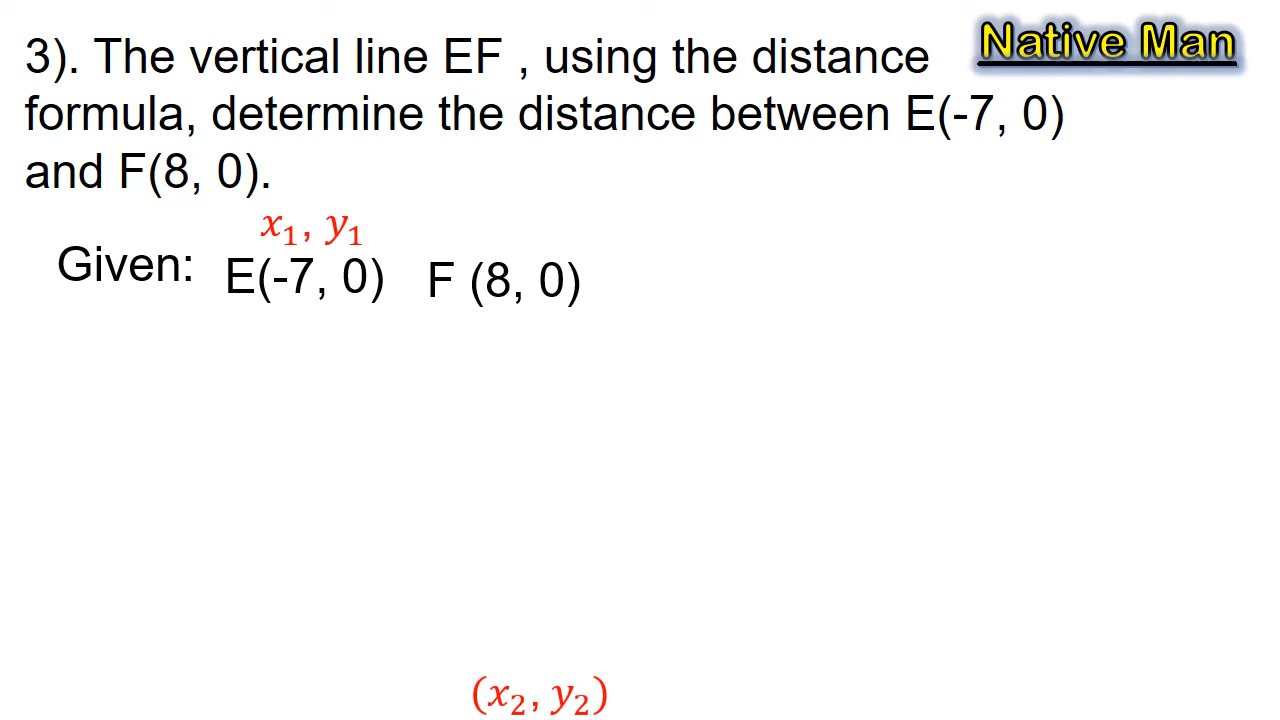 Native Man
3). The vertical line EF , using the distance
formula, determine the distance between E(-7, 0)
and F(8, 0).
x₁, y₁
Given: E(-7, 0) F (8, 0)
(x₂, y₂)